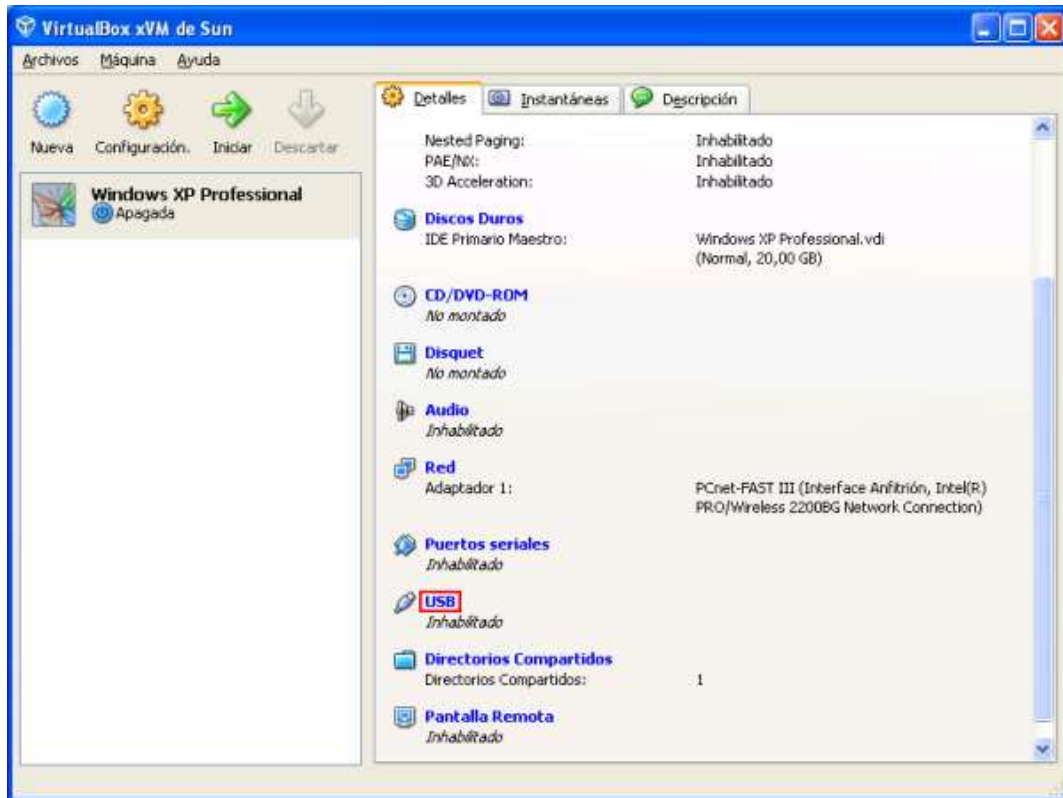 VirtualBox xVM de Sun
Archivos Máquina Ayuda
Nueva Configuración. Iniciar Descartar
Windows XP Professional
Apagada
Detalles Instantáneas Descripción
Nested Paging: Inhabilitado
PAE/NX: Inhabilitado
3D Acceleration: Inhabilitado
Discos Duros
IDE Primario Maestro: Windows XP Professional.vdi
(Normal, 20,00 GB)
CD/DVD-ROM
No montado
Disquet
No montado
Audio
Inhabilitado
Red
Adaptador 1: PCnet-FAST III (Interface Anfitrión, Intel(R)
PRO/Wireless 2200BG Network Connection)
Puertos seriales
Inhabilitado
USB
Inhabilitado
Directorios Compartidos
Directorios Compartidos: 1
Pantalla Remota
Inhabilitado